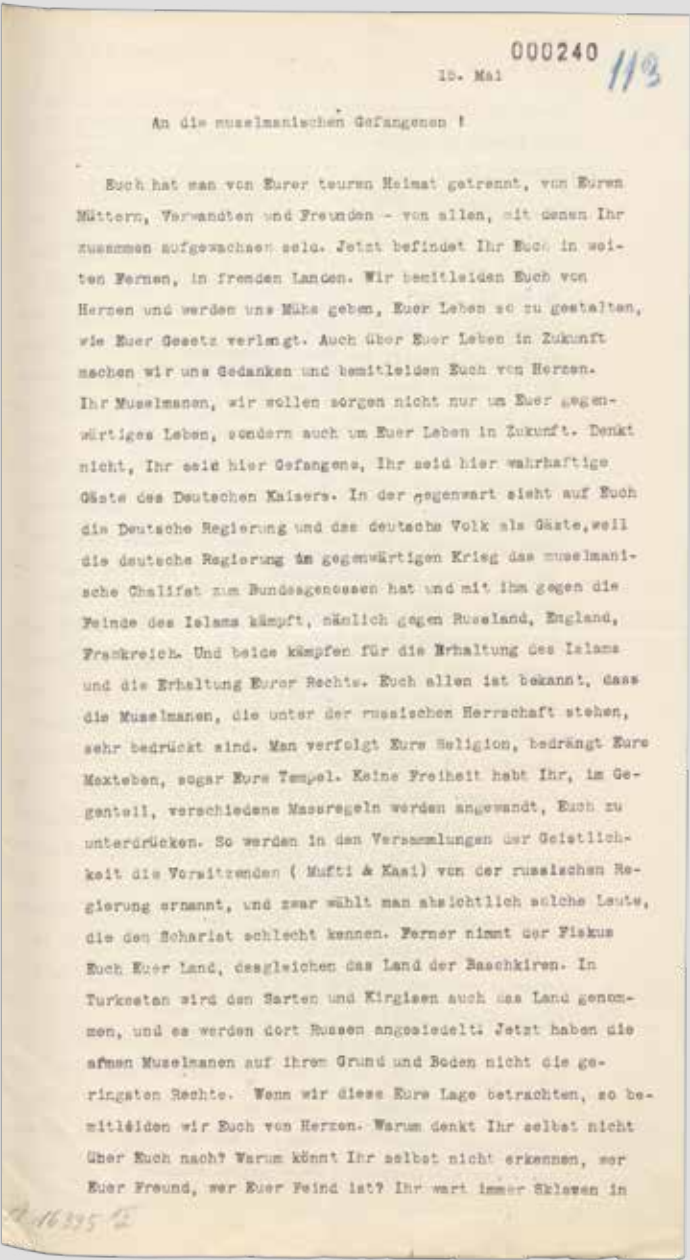 000240
113
15. Mai
An die muselmanischen Gefangenen !
Euch hat man von Eurer teuren Heimat getrennt, von Euren
Müttern, Verwandten und Freunden - von allen, mit denen Ihr
zusammen aufgewachsen seid. Jetzt befindet Ihr Euch in wei-
ten Fernen, in fremden Landen. Wir bemitleiden Euch von
Herzen und werden uns Mühe geben, Euer Leben so zu gestalten,
wie Euer Gesetz verlangt. Auch über Euer Leben in Zukunft
machen wir uns Gedanken und bemitleiden Euch von Herzen.
Ihr Muselmanen, wir wollen sorgen nicht nur um Euer gegen-
wärtiges Leben, sondern auch um Euer Leben in Zukunft. Denkt
nicht, Ihr seid hier Gefangene, Ihr seid hier wahrhaftige
Gäste des Deutschen Kaisers. In der gegenwart sieht auf Euch
die Deutsche Regierung und das deutsche Volk als Gäste,weil
die deutsche Regierung im gegenwärtigen Krieg das muselmani-
sche Chalifat zum Bundesgenossen hat und mit ihm gegen die
Feinde des Islams kämpft, nämlich gegen Russland, England,
Frankreich. Und beide kämpfen für die Erhaltung des Islams
und die Erhaltung Eurer Rechte. Euch allen ist bekannt, dass
die Muselmanen, die unter der russischen Herrschaft stehen,
sehr bedrückt sind. Man verfolgt Eure Religion, bedrängt Eure
Mexteben, sogar Eure Tempel. Keine Freiheit habt Ihr, im Ge-
genteil, verschiedene Massregeln werden angewandt, Euch zu
unterdrücken. So werden in den Versammlungen der Geistlich-
keit die Vorsitzenden ( Mufti & Kasi) von der russischen Re-
gierung ernannt, und zwar wählt man absichtlich solche Leute,
die den Schariat schlecht kennen. Ferner nimmt der Fiskus
Euch Euer Land, desgleichen das Land der Baschkiren. In
Turkestan wird den Sarten und Kirgisen auch das Land genom-
men, und es werden dort Russen angesiedelt: Jetzt haben die
armen Muselmanen auf ihrem Grund und Boden nicht die ge-
ringsten Rechte. Wenn wir diese Eure Lage betrachten, so be-
mitleiden wir Euch von Herzen. Warum denkt Ihr selbst nicht
über Euch nach? Warum könnt Ihr selbst nicht erkennen, wer
Euer Freund, wer Euer Feind ist? Ihr wart immer Sklaven in